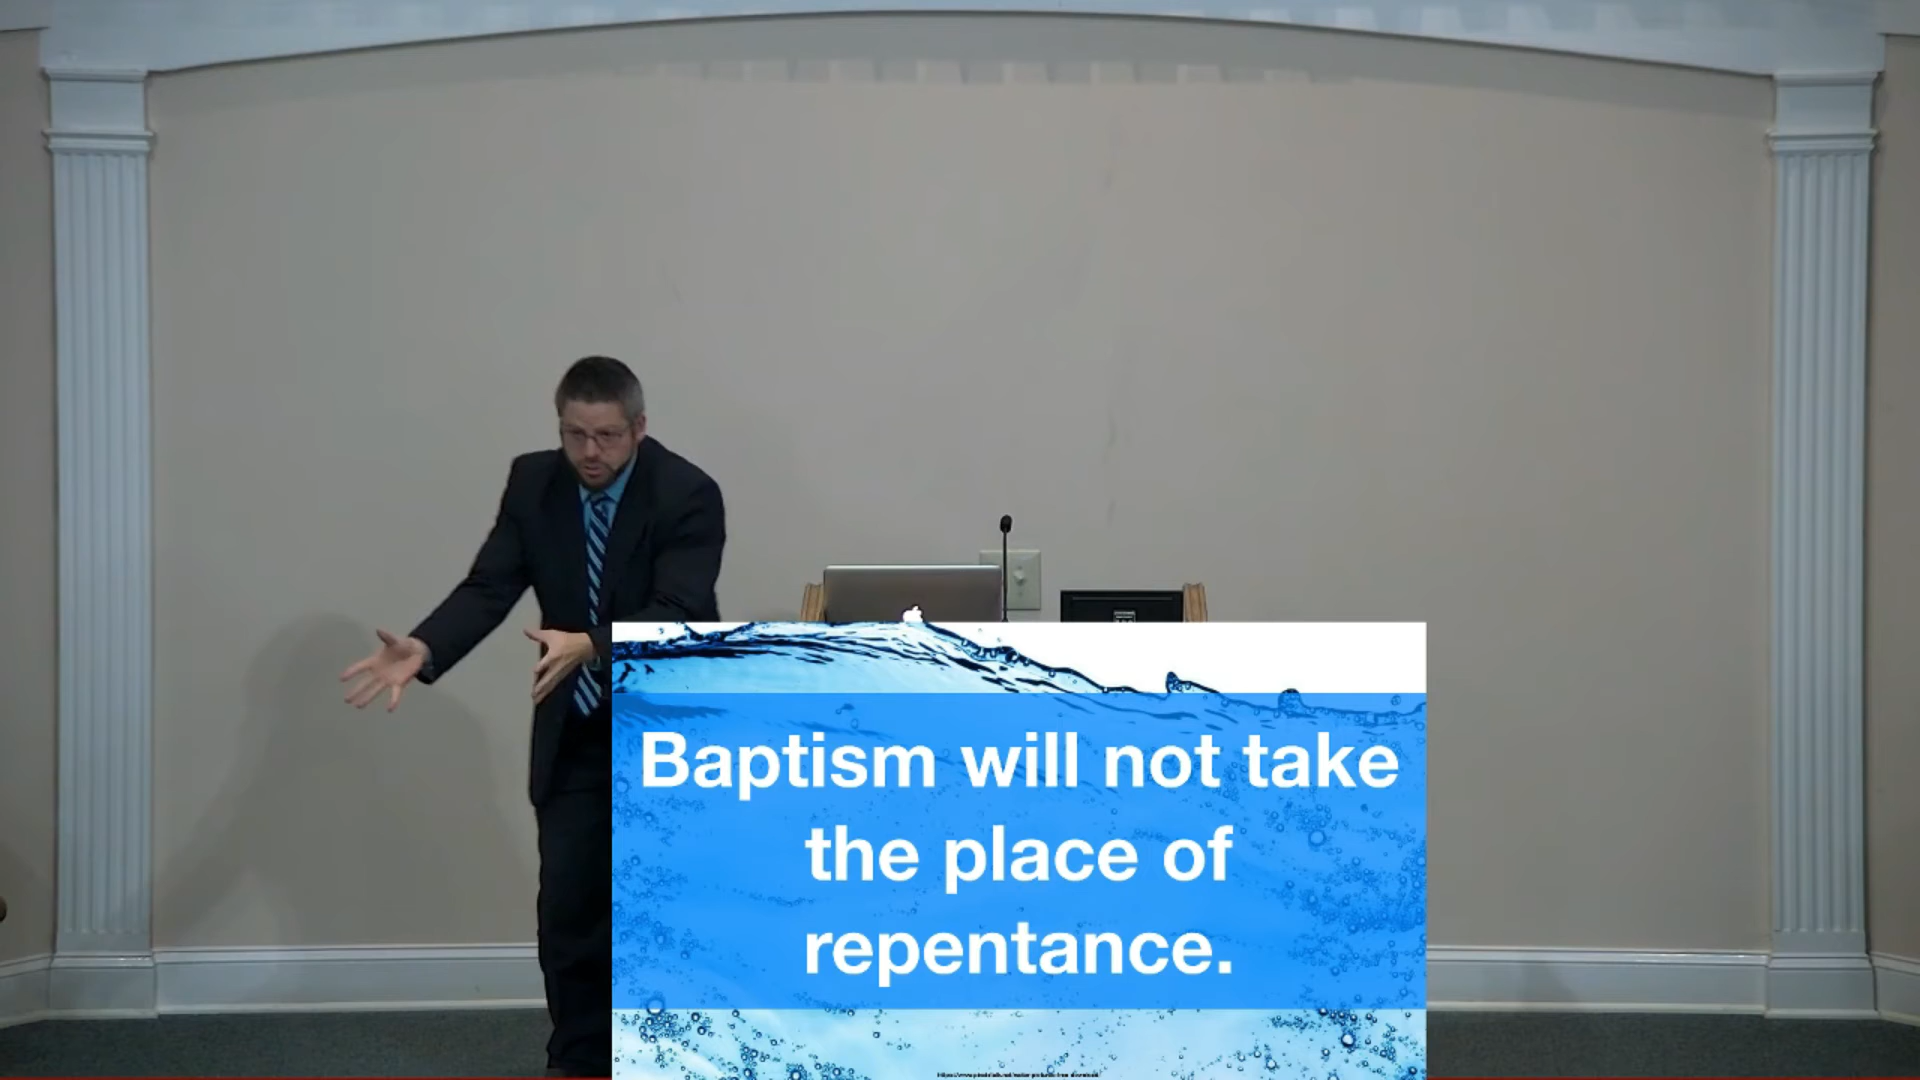 Baptism will not take
the place of
repentance.